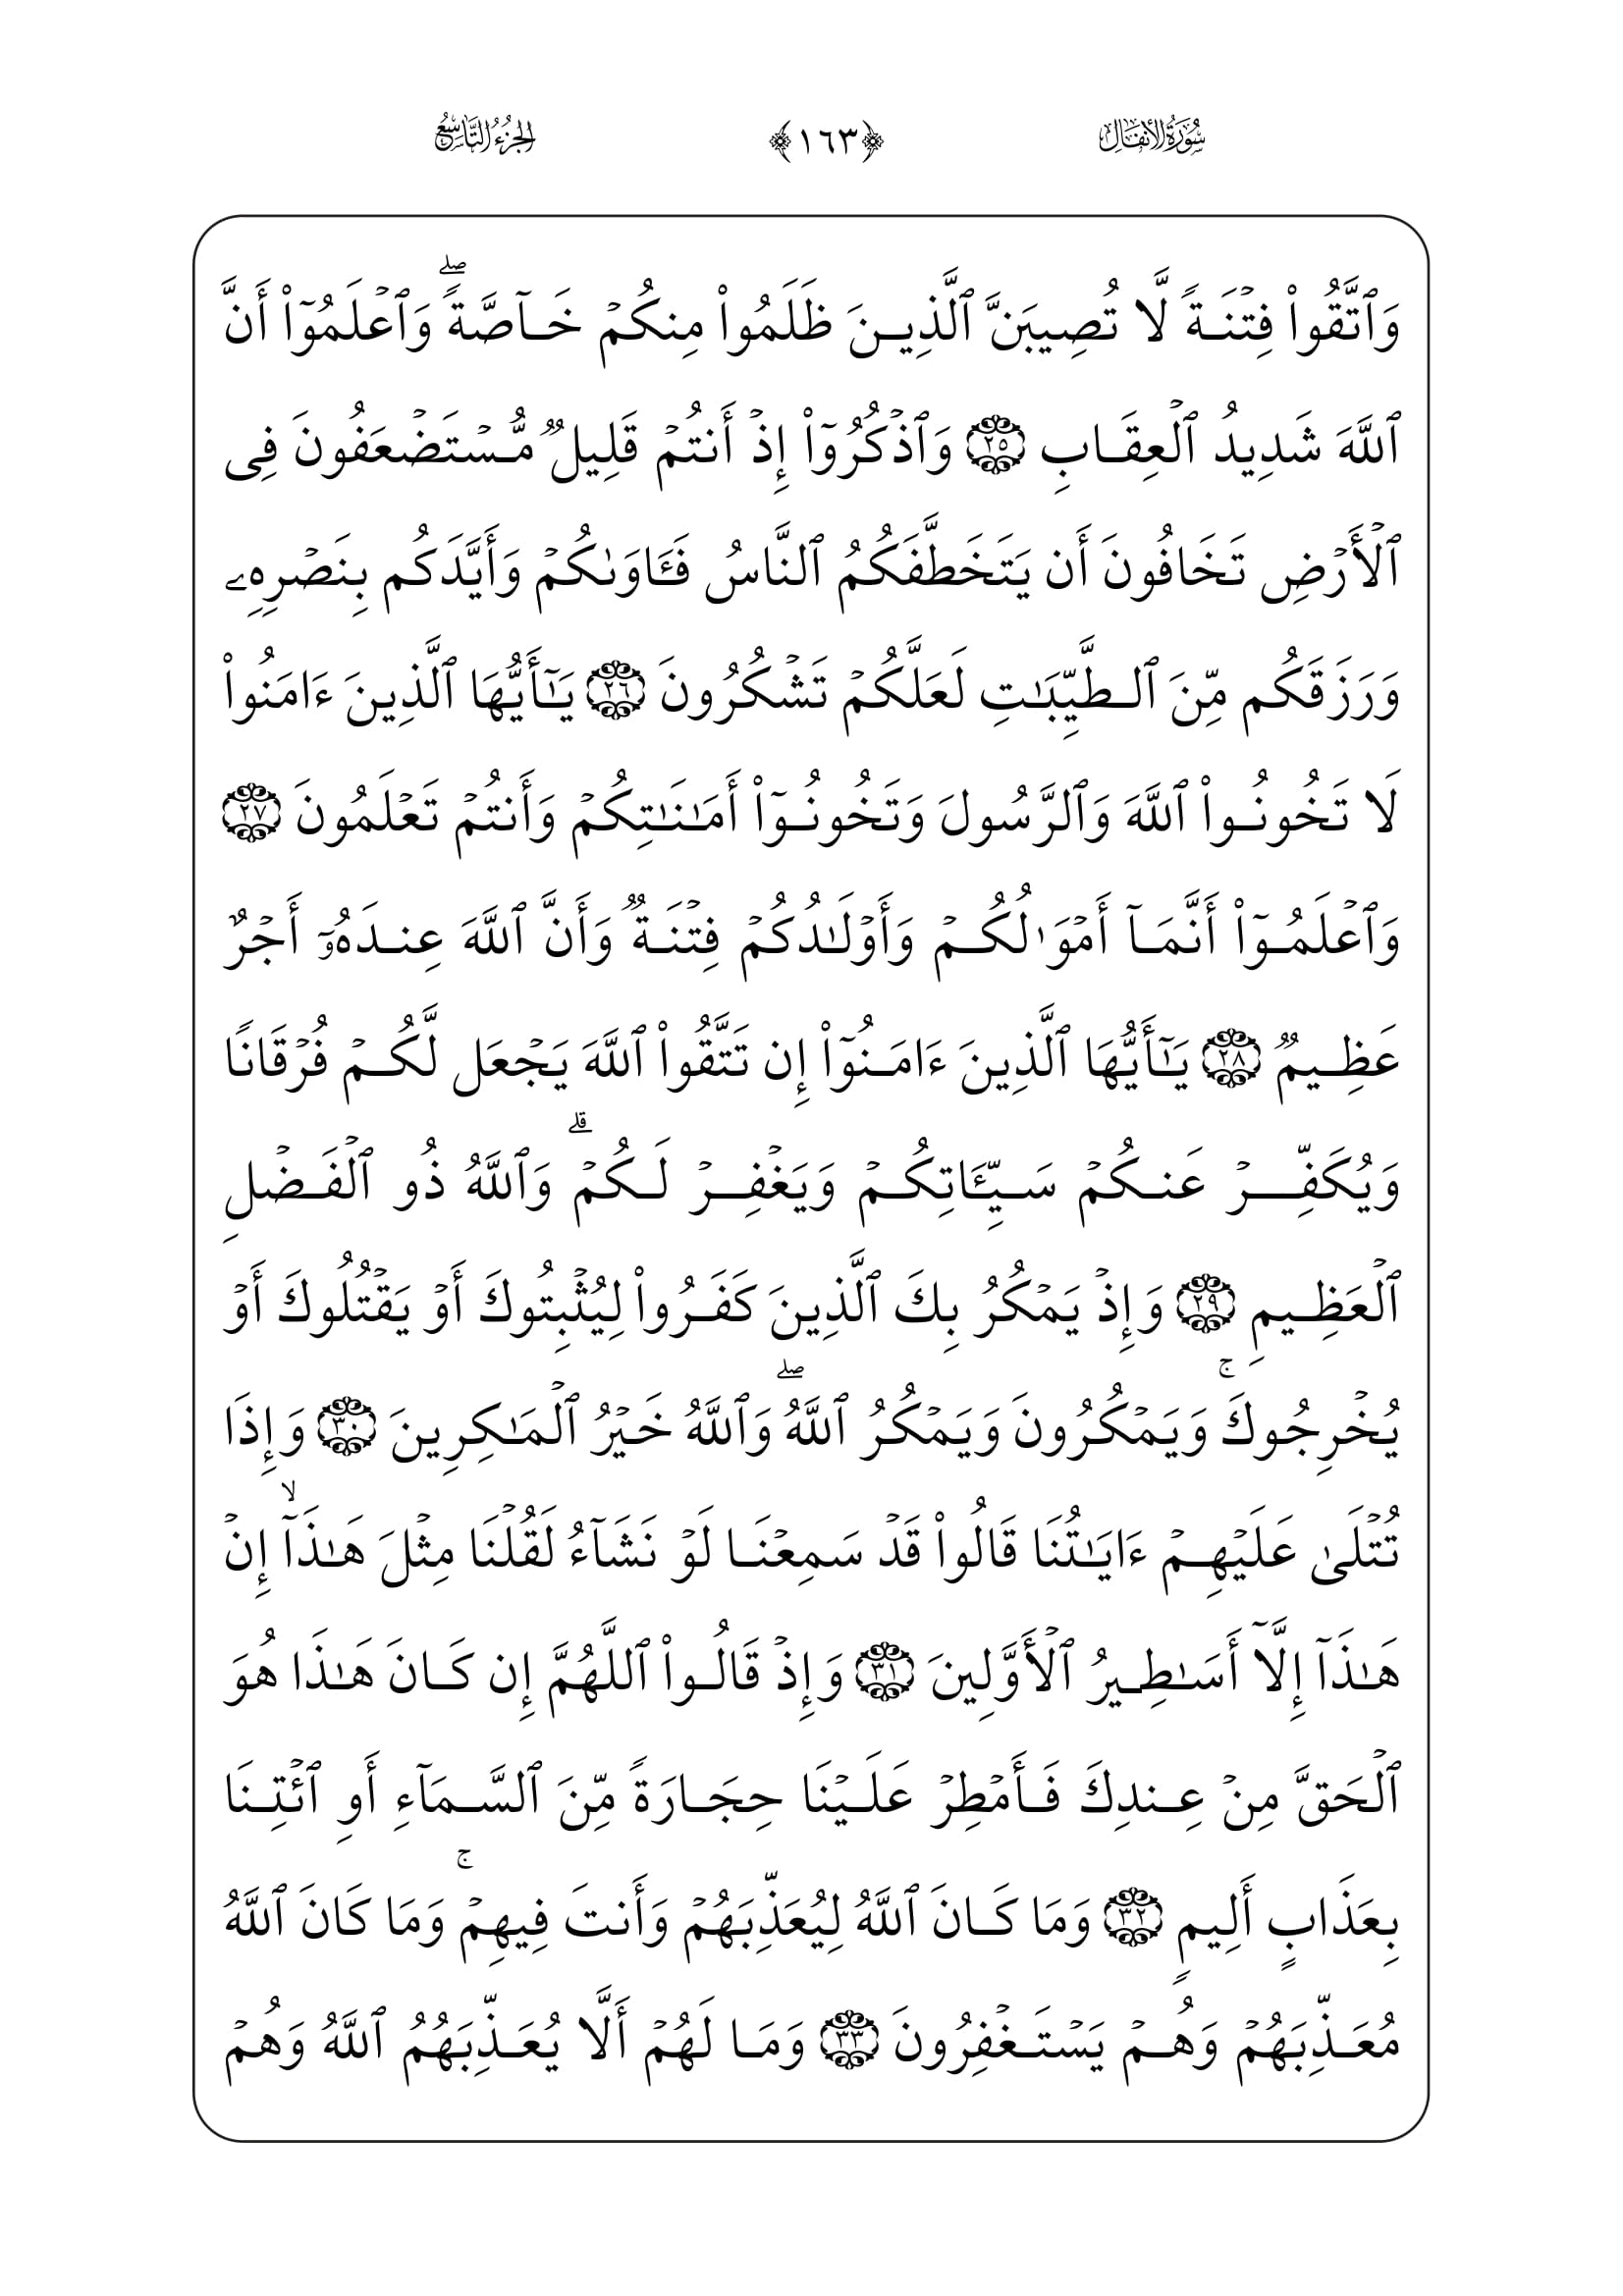 سُورَةُ الأَنفَالِ ﴿١٦٣﴾ الجُزْءُ التَّاسِعُ
وَٱتَّقُوا۟ فِتۡنَةً لَّا تُصِيبَنَّ ٱلَّذِينَ ظَلَمُوا۟ مِنكُمۡ خَآصَّةًۖ وَٱعۡلَمُوٓا۟ أَنَّ
ٱللَّهَ شَدِيدُ ٱلۡعِقَابِ ٢٥ وَٱذۡكُرُوٓا۟ إِذۡ أَنتُمۡ قَلِيلٌ مُّسۡتَضۡعَفُونَ فِى
ٱلۡأَرۡضِ تَخَافُونَ أَن يَتَخَطَّفَكُمُ ٱلنَّاسُ فَـَٔاوَىٰكُمۡ وَأَيَّدَكُم بِنَصۡرِهِۦ
وَرَزَقَكُم مِّنَ ٱلطَّيِّبَـٰتِ لَعَلَّكُمۡ تَشۡكُرُونَ ٢٦ يَـٰٓأَيُّهَا ٱلَّذِينَ ءَامَنُوا۟
لَا تَخُونُوا۟ ٱللَّهَ وَٱلرَّسُولَ وَتَخُونُوٓا۟ أَمَـٰنَـٰتِكُمۡ وَأَنتُمۡ تَعۡلَمُونَ ٢٧
وَٱعۡلَمُوٓا۟ أَنَّمَآ أَمۡوَٰلُكُمۡ وَأَوۡلَـٰدُكُمۡ فِتۡنَةٌ وَأَنَّ ٱللَّهَ عِندَهُۥٓ أَجۡرٌ
عَظِيمٌ ٢٨ يَـٰٓأَيُّهَا ٱلَّذِينَ ءَامَنُوٓا۟ إِن تَتَّقُوا۟ ٱللَّهَ يَجۡعَل لَّكُمۡ فُرۡقَانًا
وَيُكَفِّرۡ عَنكُمۡ سَيِّـَٔاتِكُمۡ وَيَغۡفِرۡ لَكُمۡۗ وَٱللَّهُ ذُو ٱلۡفَضۡلِ
ٱلۡعَظِيمِ ٢٩ وَإِذۡ يَمۡكُرُ بِكَ ٱلَّذِينَ كَفَرُوا۟ لِيُثۡبِتُوكَ أَوۡ يَقۡتُلُوكَ أَوۡ
يُخۡرِجُوكَۚ وَيَمۡكُرُونَ وَيَمۡكُرُ ٱللَّهُۖ وَٱللَّهُ خَيۡرُ ٱلۡمَـٰكِرِينَ ٣٠ وَإِذَا
تُتۡلَىٰ عَلَيۡهِمۡ ءَايَـٰتُنَا قَالُوا۟ قَدۡ سَمِعۡنَا لَوۡ نَشَآءُ لَقُلۡنَا مِثۡلَ هَـٰذَآۙ إِنۡ
هَـٰذَآ إِلَّآ أَسَـٰطِيرُ ٱلۡأَوَّلِينَ ٣١ وَإِذۡ قَالُوا۟ ٱللَّهُمَّ إِن كَانَ هَـٰذَا هُوَ
ٱلۡحَقَّ مِنۡ عِندِكَ فَأَمۡطِرۡ عَلَيۡنَا حِجَارَةً مِّنَ ٱلسَّمَآءِ أَوِ ٱئۡتِنَا
بِعَذَابٍ أَلِيمٍ ٣٢ وَمَا كَانَ ٱللَّهُ لِيُعَذِّبَهُمۡ وَأَنتَ فِيهِمۡۚ وَمَا كَانَ ٱللَّهُ
مُعَذِّبَهُمۡ وَهُمۡ يَسۡتَغۡفِرُونَ ٣٣ وَمَا لَهُمۡ أَلَّا يُعَذِّبَهُمُ ٱللَّهُ وَهُمۡ